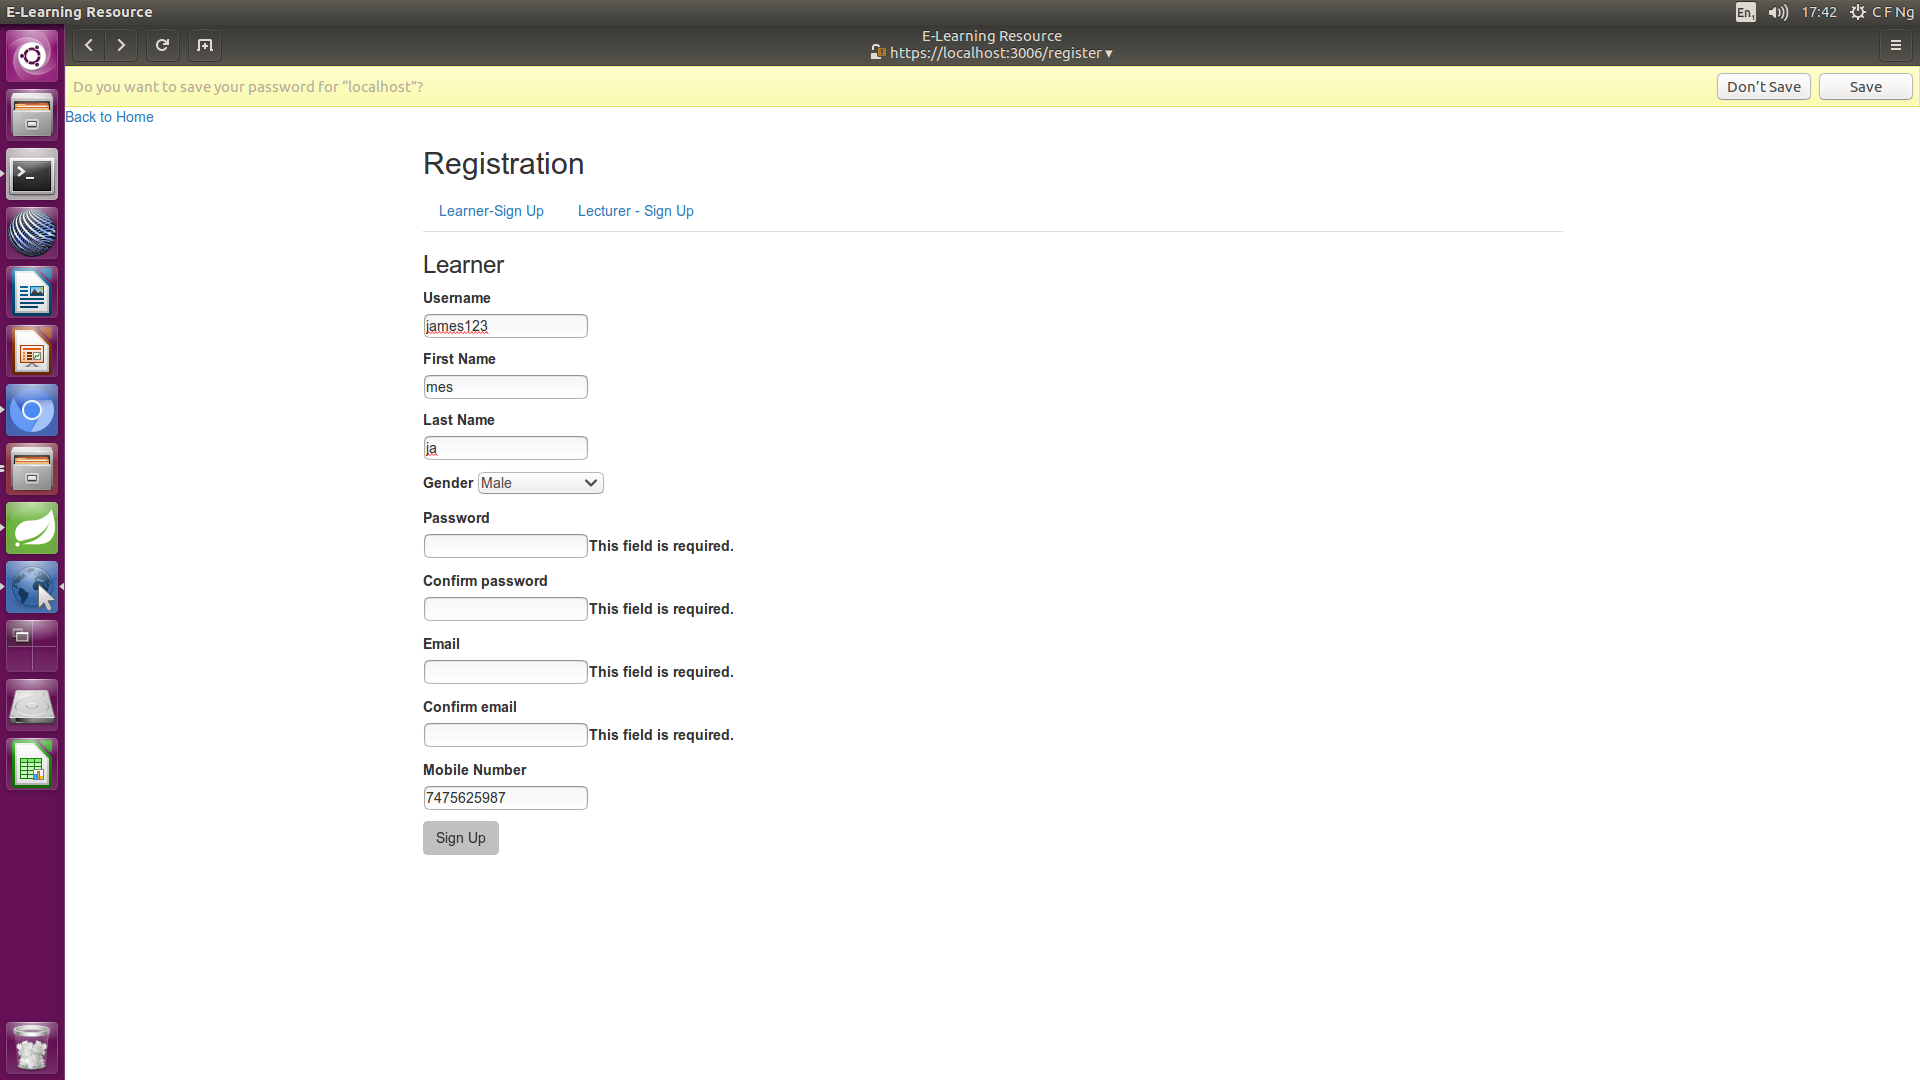 E-Learning Resource
En1 17:42 C F Ng
E-Learning Resource
https://localhost:3006/register ▾
Do you want to save your password for “localhost”?
Don’t Save Save
Back to Home
Registration
Learner-Sign Up Lecturer - Sign Up
Learner
Username
james123
First Name
mes
Last Name
ja
Gender Male
Password
This field is required.
Confirm password
This field is required.
Email
This field is required.
Confirm email
This field is required.
Mobile Number
7475625987
Sign Up